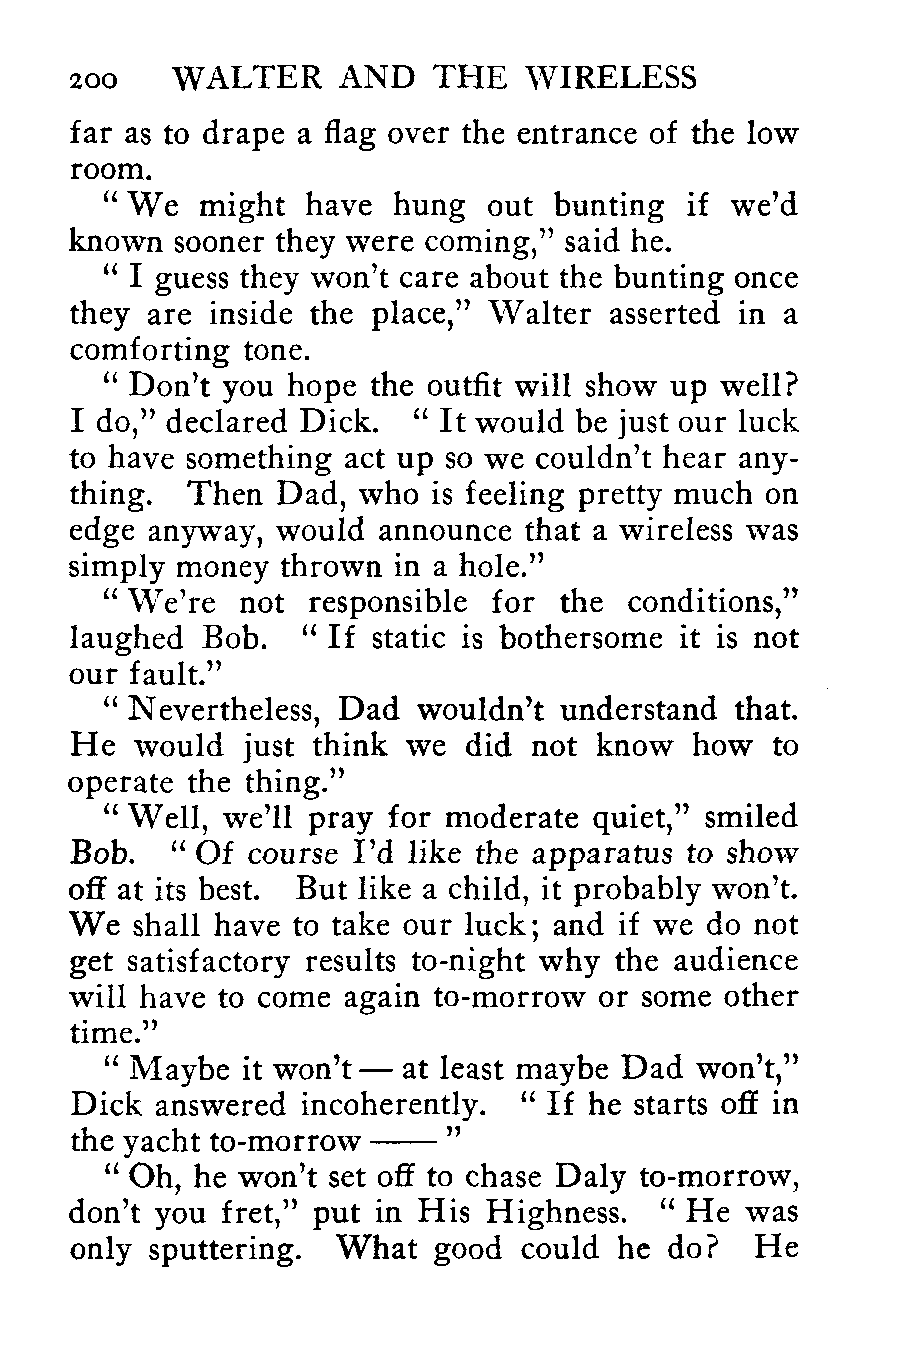 200 WALTER AND THE WIRELESS
far as to drape a flag over the entrance of the low
room.
“ We might have hung out bunting if we’d
known sooner they were coming,” said he.
“ I guess they won’t care about the bunting once
they are inside the place,” Walter asserted in a
comforting tone.
“ Don’t you hope the outfit will show up well?
I do,” declared Dick. “ It would be just our luck
to have something act up so we couldn’t hear any-
thing. Then Dad, who is feeling pretty much on
edge anyway, would announce that a wireless was
simply money thrown in a hole.”
“ We’re not responsible for the conditions,”
laughed Bob. “ If static is bothersome it is not
our fault.”
“ Nevertheless, Dad wouldn’t understand that.
He would just think we did not know how to
operate the thing.”
“ Well, we’ll pray for moderate quiet,” smiled
Bob. “ Of course I’d like the apparatus to show
off at its best. But like a child, it probably won’t.
We shall have to take our luck; and if we do not
get satisfactory results to-night why the audience
will have to come again to-morrow or some other
time.”
“ Maybe it won’t — at least maybe Dad won’t,”
Dick answered incoherently. “ If he starts off in
the yacht to-morrow —— ”
“ Oh, he won’t set off to chase Daly to-morrow,
don’t you fret,” put in His Highness. “ He was
only sputtering. What good could he do? He